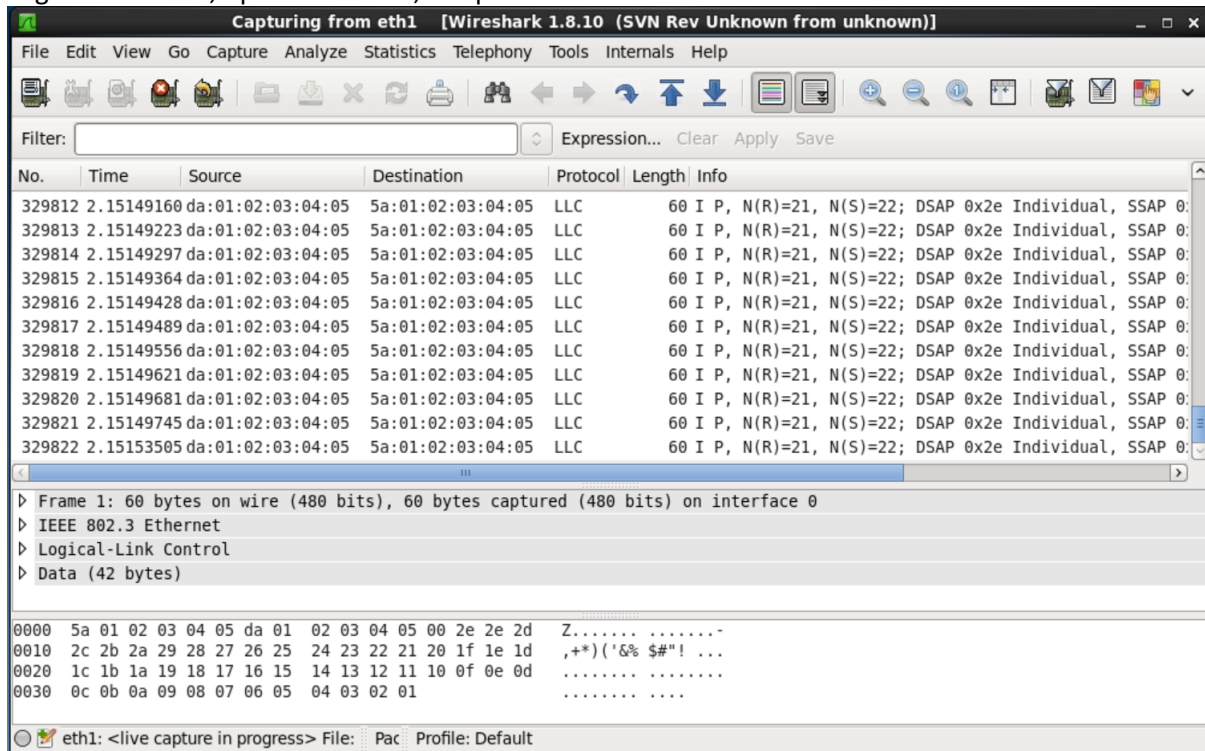 Capturing from eth1 [Wireshark 1.8.10 (SVN Rev Unknown from unknown)]
File Edit View Go Capture Analyze Statistics Telephony Tools Internals Help
Filter: Expression... Clear Apply Save
No. Time Source Destination Protocol Length Info
329812 2.15149160 da:01:02:03:04:05 5a:01:02:03:04:05 LLC 60 I P, N(R)=21, N(S)=22; DSAP 0x2e Individual, SSAP 0
329813 2.15149223 da:01:02:03:04:05 5a:01:02:03:04:05 LLC 60 I P, N(R)=21, N(S)=22; DSAP 0x2e Individual, SSAP 0
329814 2.15149297 da:01:02:03:04:05 5a:01:02:03:04:05 LLC 60 I P, N(R)=21, N(S)=22; DSAP 0x2e Individual, SSAP 0
329815 2.15149364 da:01:02:03:04:05 5a:01:02:03:04:05 LLC 60 I P, N(R)=21, N(S)=22; DSAP 0x2e Individual, SSAP 0
329816 2.15149428 da:01:02:03:04:05 5a:01:02:03:04:05 LLC 60 I P, N(R)=21, N(S)=22; DSAP 0x2e Individual, SSAP 0
329817 2.15149489 da:01:02:03:04:05 5a:01:02:03:04:05 LLC 60 I P, N(R)=21, N(S)=22; DSAP 0x2e Individual, SSAP 0
329818 2.15149556 da:01:02:03:04:05 5a:01:02:03:04:05 LLC 60 I P, N(R)=21, N(S)=22; DSAP 0x2e Individual, SSAP 0
329819 2.15149621 da:01:02:03:04:05 5a:01:02:03:04:05 LLC 60 I P, N(R)=21, N(S)=22; DSAP 0x2e Individual, SSAP 0
329820 2.15149681 da:01:02:03:04:05 5a:01:02:03:04:05 LLC 60 I P, N(R)=21, N(S)=22; DSAP 0x2e Individual, SSAP 0
329821 2.15149745 da:01:02:03:04:05 5a:01:02:03:04:05 LLC 60 I P, N(R)=21, N(S)=22; DSAP 0x2e Individual, SSAP 0
329822 2.15153505 da:01:02:03:04:05 5a:01:02:03:04:05 LLC 60 I P, N(R)=21, N(S)=22; DSAP 0x2e Individual, SSAP 0
Frame 1: 60 bytes on wire (480 bits), 60 bytes captured (480 bits) on interface 0
IEEE 802.3 Ethernet
Logical-Link Control
Data (42 bytes)
0000 5a 01 02 03 04 05 da 01 02 03 04 05 00 2e 2e 2d Z....... .......-
0010 2c 2b 2a 29 28 27 26 25 24 23 22 21 20 1f 1e 1d ,+*)('&% $#"! ...
0020 1c 1b 1a 19 18 17 16 15 14 13 12 11 10 0f 0e 0d ........ ........
0030 0c 0b 0a 09 08 07 06 05 04 03 02 01 ........ ....
eth1: <live capture in progress> File: Pac Profile: Default